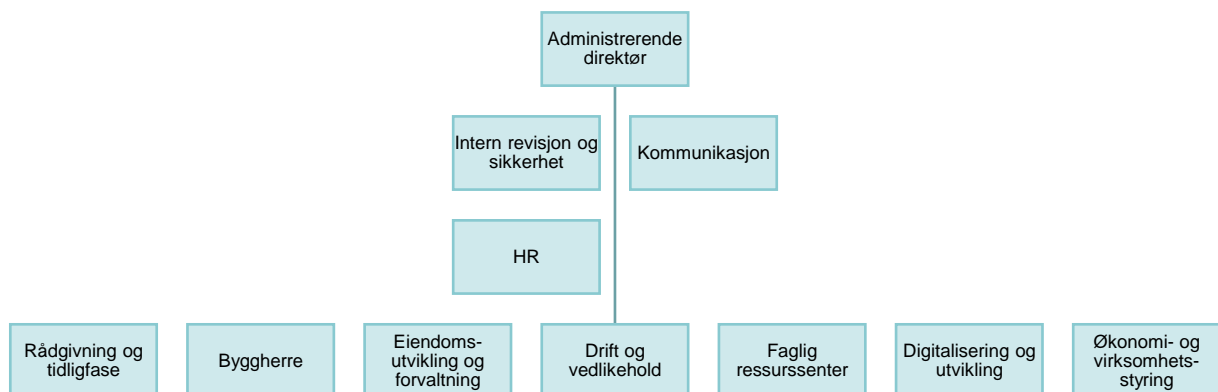 Administrerende
direktør
Intern revisjon og
sikkerhet
Kommunikasjon
HR
Rådgivning og
tidligfase
Byggherre
Eiendoms-
utvikling og
forvaltning
Drift og
vedlikehold
Faglig
ressurssenter
Digitalisering og
utvikling
Økonomi- og
virksomhets-
styring